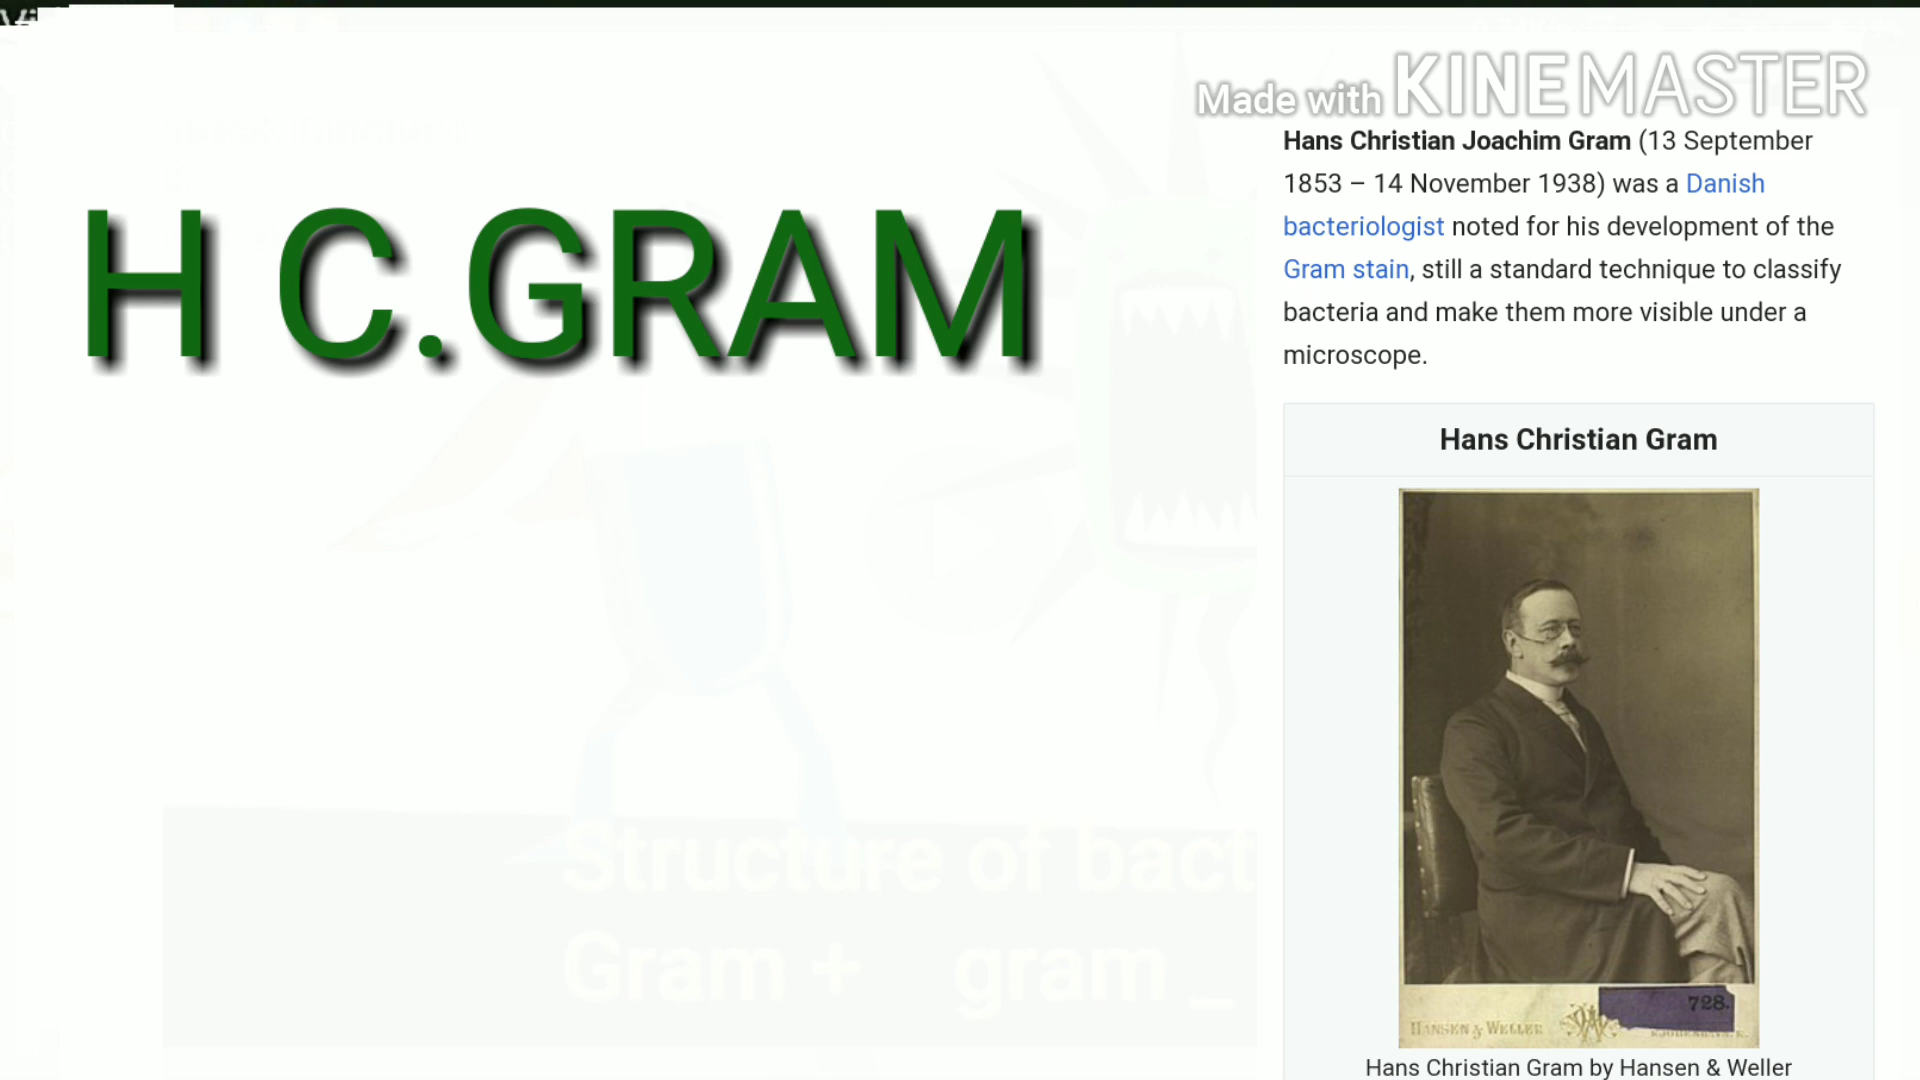 Made with KINEMASTER
H C.GRAM
Hans Christian Joachim Gram (13 September
1853 – 14 November 1938) was a Danish
bacteriologist noted for his development of the
Gram stain, still a standard technique to classify
bacteria and make them more visible under a
microscope.
Hans Christian Gram
728.
HANSEN & WELLER
Hans Christian Gram by Hansen & Weller
Structure of bact
Gram + gram _